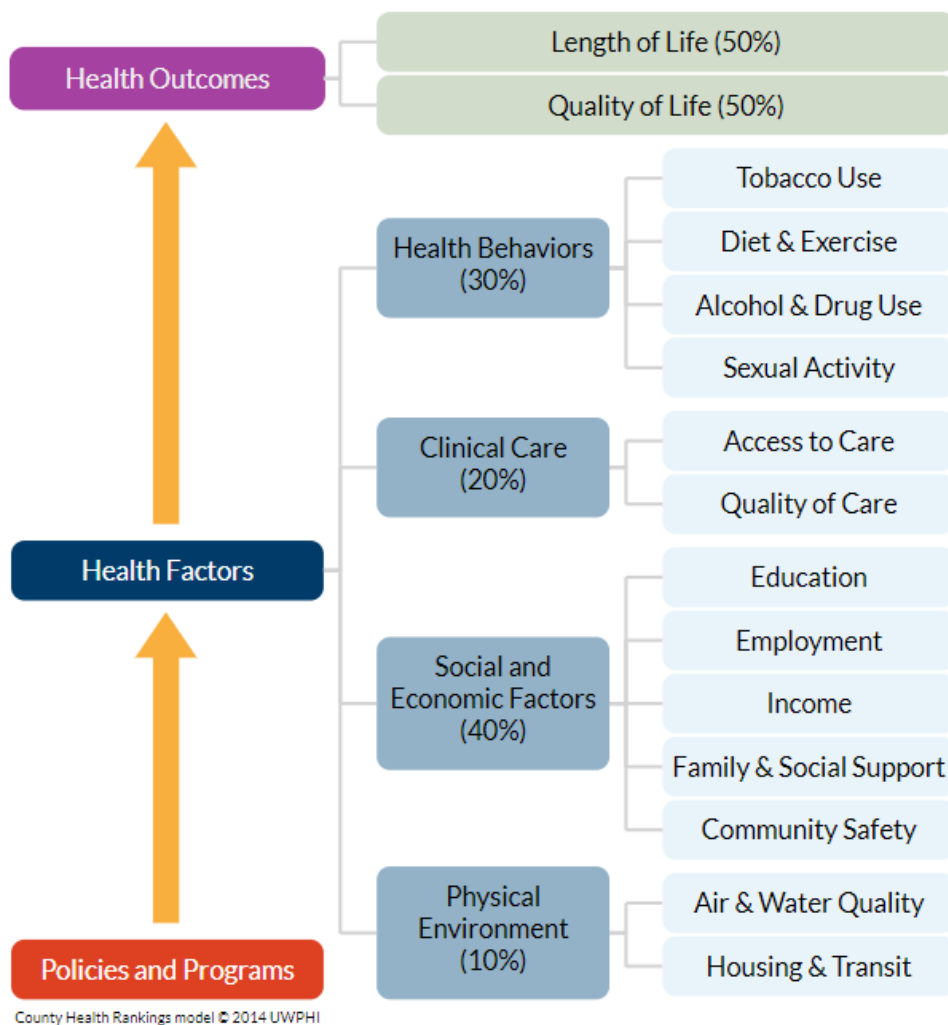 Health Outcomes
Length of Life (50%)
Quality of Life (50%)
Health Factors
Health Behaviors
(30%)
Tobacco Use
Diet & Exercise
Alcohol & Drug Use
Sexual Activity
Clinical Care
(20%)
Access to Care
Quality of Care
Social and
Economic Factors
(40%)
Education
Employment
Income
Family & Social Support
Community Safety
Physical
Environment
(10%)
Air & Water Quality
Housing & Transit
Policies and Programs
County Health Rankings model © 2014 UWPHI